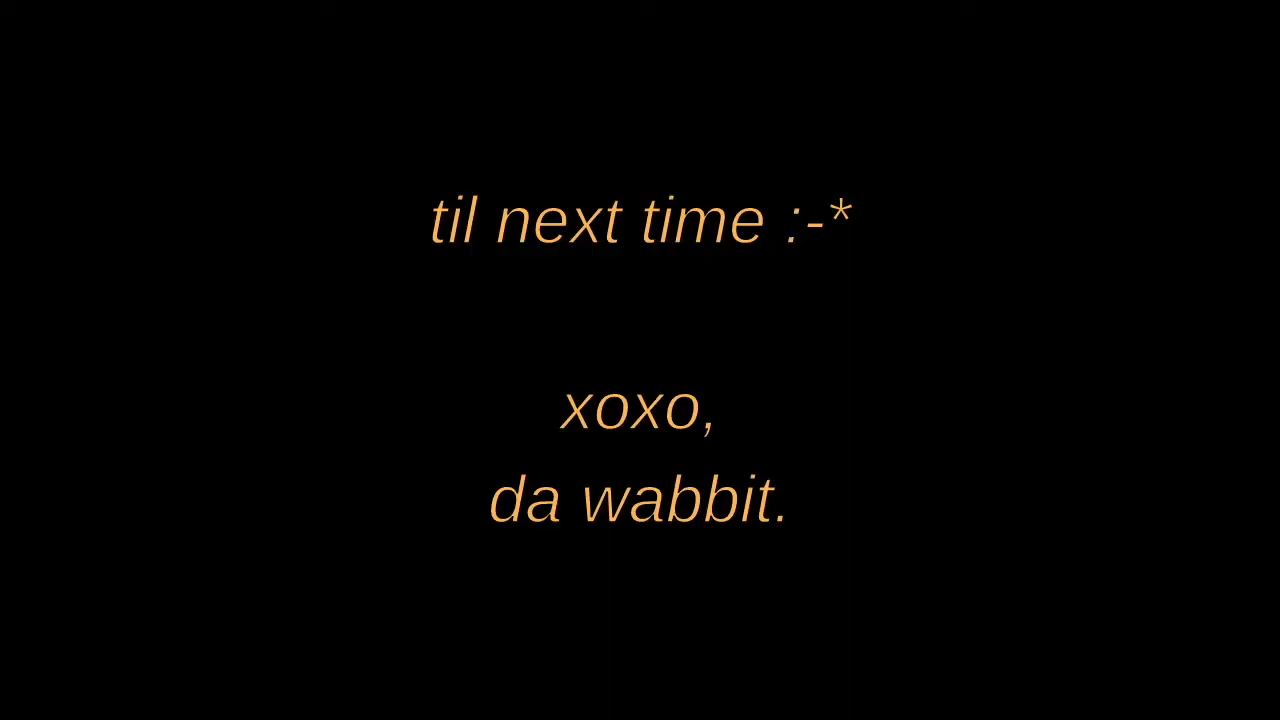 til next time :-*
xoxo,
da wabbit.